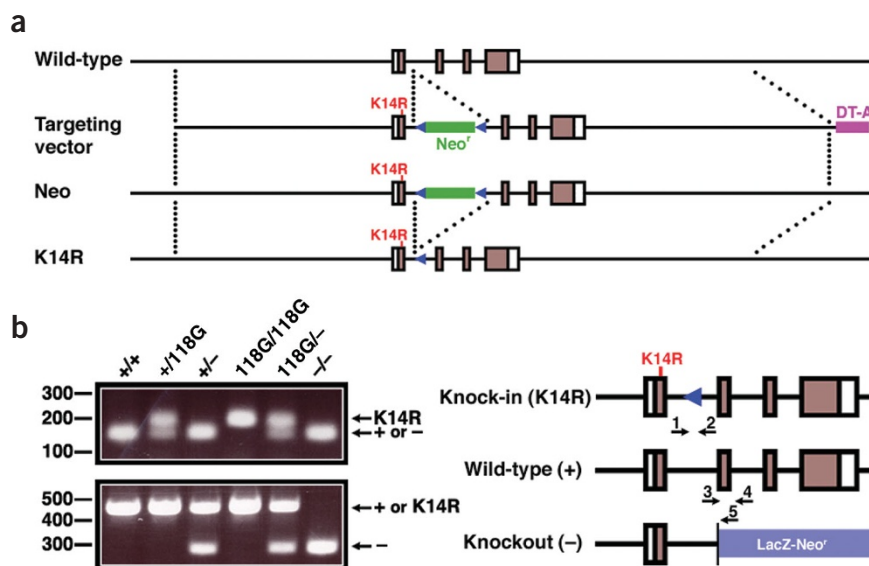 a
Wild-type
K14R
Targeting
vector
Neoʳ
DT-A
K14R
Neo
K14R
K14R
b
+/+
+/118G
+/–
118G/118G
118G/–
–/–
300
200
100
K14R
+ or –
500
400
300
+ or K14R
–
K14R
Knock-in (K14R)
1 2
Wild-type (+)
3 4
5
Knockout (–)
LacZ-Neoʳ